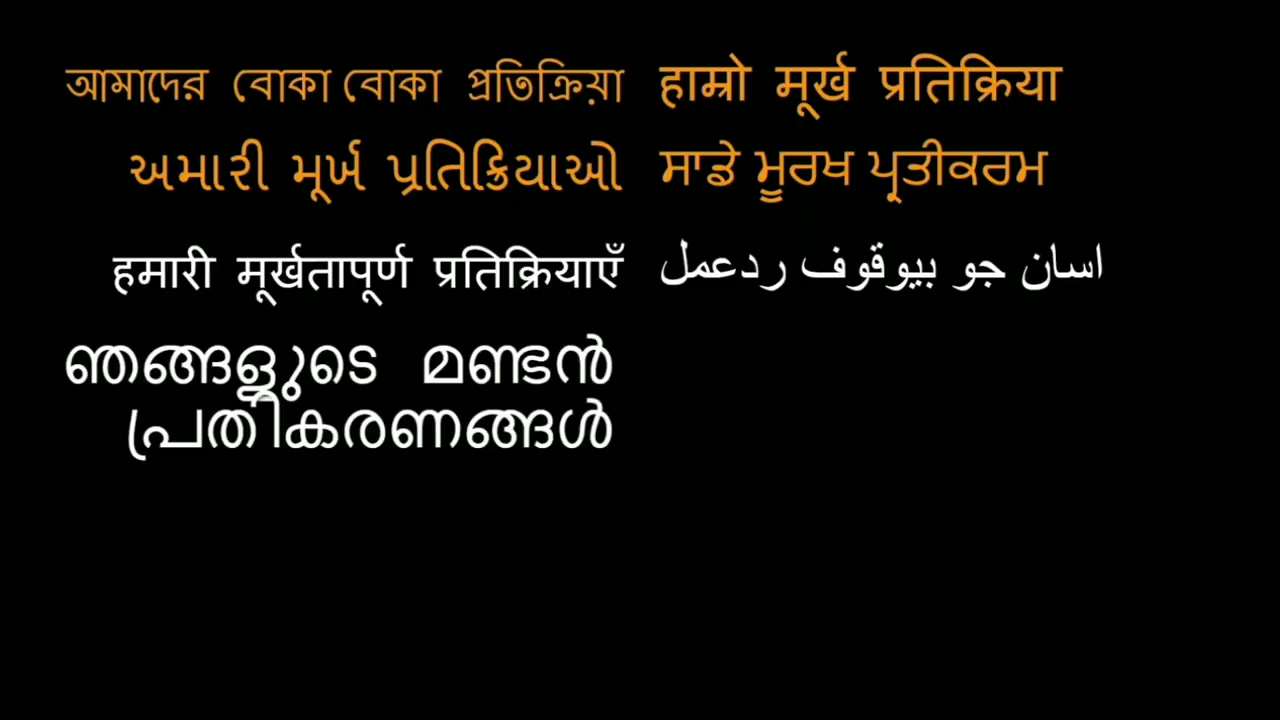 আমাদের বোকা বোকা প্রতিক্রিয়া
हाम्रो मूर्ख प्रतिक्रिया
અમારી મૂર્ખ પ્રતિક્રિયાઓ
ਸਾਡੇ ਮੂਰਖ ਪ੍ਰਤੀਕਰਮ
हमारी मूर्खतापूर्ण प्रतिक्रियाएँ
اسان جو بيوقوف ردعمل
ഞങ്ങളുടെ മണ്ടൻ
പ്രതികരണങ്ങൾ